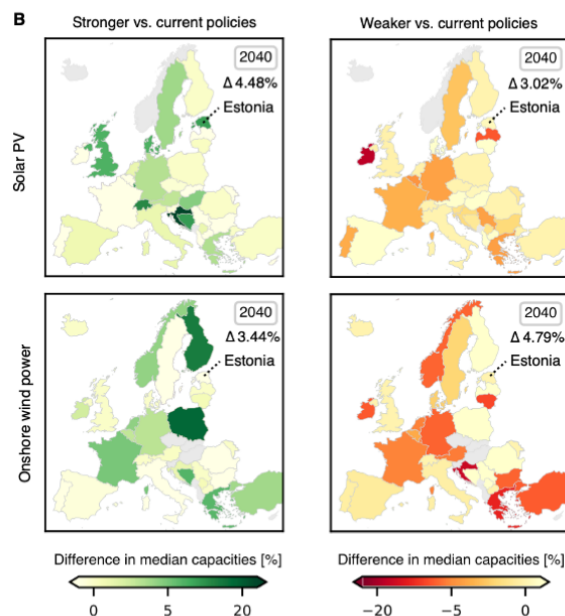 B
Stronger vs. current policies
Weaker vs. current policies
Solar PV
2040
Δ 4.48%
Estonia
2040
Δ 3.02%
Estonia
Onshore wind power
2040
Δ 3.44%
Estonia
2040
Δ 4.79%
Estonia
Difference in median capacities [%]
0 5 20
Difference in median capacities [%]
−20 −5 0